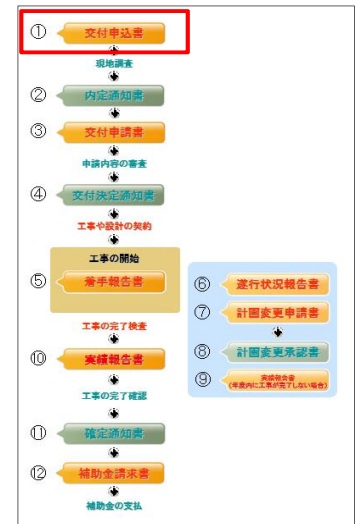 ① 交付申込書
現地調査
② 内定通知書
③ 交付申請書
申請内容の審査
④ 交付決定通知書
工事や設計の契約
工事の開始
⑤ 着手報告書
工事の完了検査
⑩ 実績報告書
工事の完了確認
⑪ 確定通知書
⑫ 補助金請求書
補助金の支払
⑥ 遂行状況報告書
⑦ 計画変更申請書
⑧ 計画変更承認書
⑨ 実績報告書
(年度内に工事が完了しない場合)